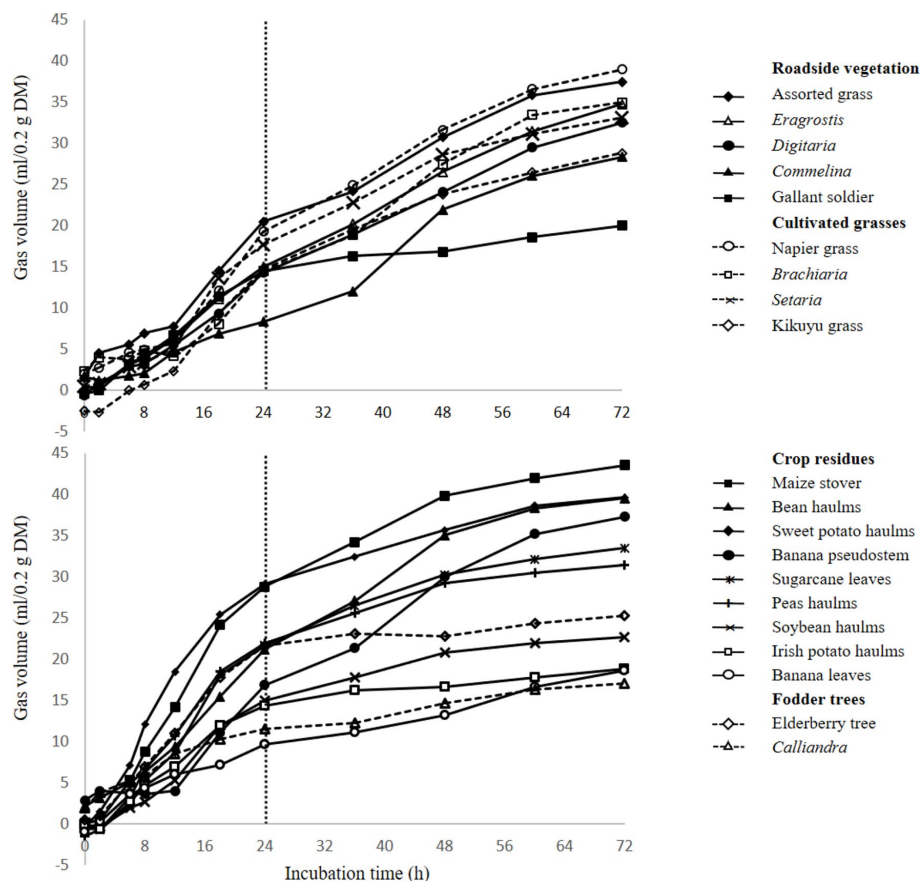 45
40
35
30
25
20
15
10
5
0
-5
Gas volume (ml/0.2 g DM)
0 8 16 24 32 40 48 56 64 72
Roadside vegetation
Assorted grass
Eragrostis
Digitaria
Commelina
Gallant soldier
Cultivated grasses
Napier grass
Brachiaria
Setaria
Kikuyu grass
45
40
35
30
25
20
15
10
5
0
-5
Gas volume (ml/0.2 g DM)
0 8 16 24 32 40 48 56 64 72
Incubation time (h)
Crop residues
Maize stover
Bean haulms
Sweet potato haulms
Banana pseudostem
Sugarcane leaves
Peas haulms
Soybean haulms
Irish potato haulms
Banana leaves
Fodder trees
Elderberry tree
Calliandra